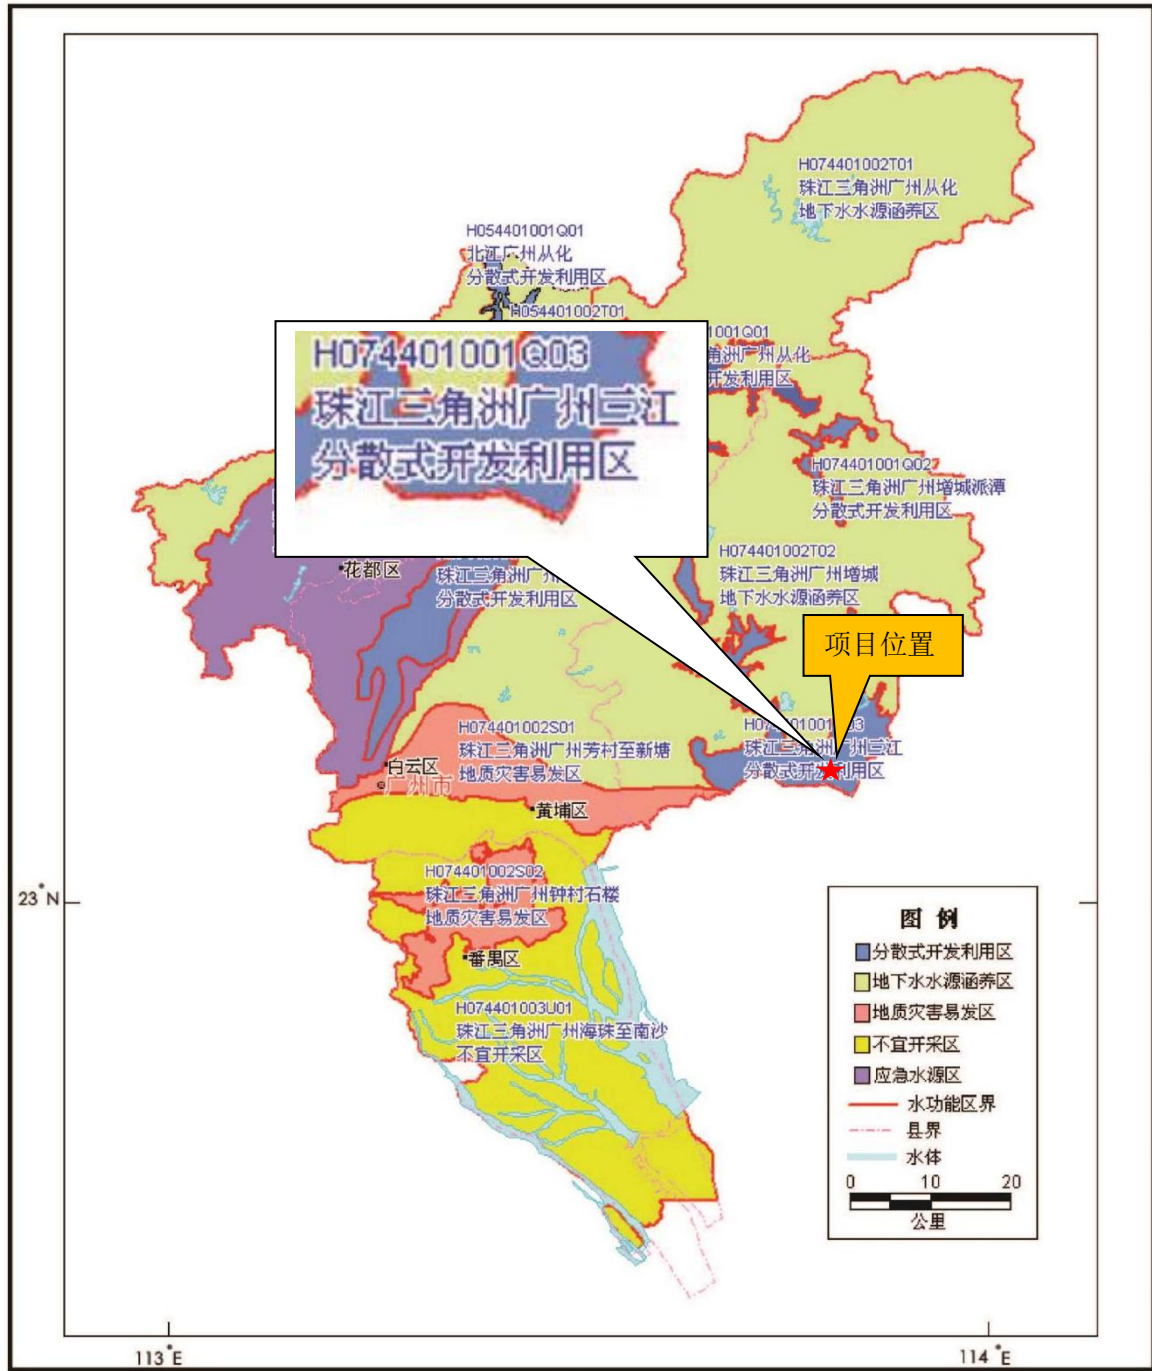 H074401002T01
珠江三角洲广州从化
地下水水源涵养区
H054401001Q01
北江广州从化
分散式开发利用区
H054401002T01
1001Q01
角洲广州从化
开发利用区
H074401001Q03
珠江三角洲广州三江
分散式开发利用区
H074401001Q02
珠江三角洲广州增城派潭
分散式开发利用区
花都区
珠江三角洲广州
分散式开发利用区
H074401002T02
珠江三角洲广州增城
地下水水源涵养区
项目位置
H074401002S01
珠江三角洲广州芳村至新塘
地质灾害易发区
珠江三角洲广州三江
分散式开发利用区
白云区
广州市
黄埔区
H074401002S02
珠江三角洲广州钟村石楼
地质灾害易发区
番禺区
H074401003U01
珠江三角洲广州海珠至南沙
不宜开采区
23°N
图例
分散式开发利用区
地下水水源涵养区
地质灾害易发区
不宜开采区
应急水源区
水功能区界
县界
水体
0 10 20
公里
113°E
114°E